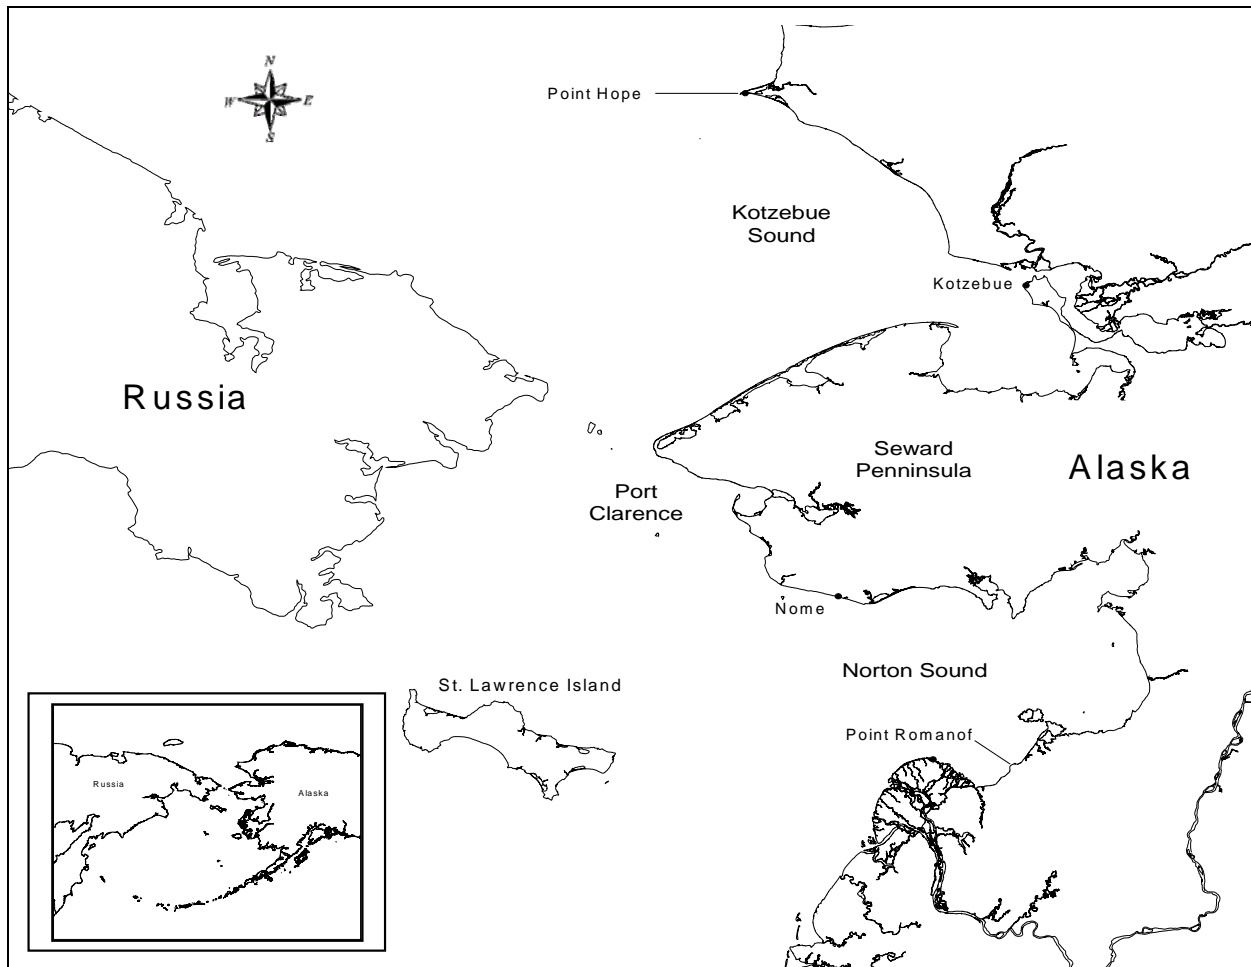 N
W E
S
Point Hope
Kotzebue
Sound
Kotzebue
Russia
Seward
Penninsula
Alaska
Port
Clarence
Nome
Norton Sound
St. Lawrence Island
Point Romanof
Russia
Alaska